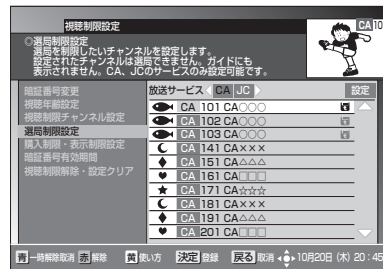 視聴制限設定
CA 10
◎選局制限設定
選局を制限したいチャンネルを設定します。
設定されたチャンネルは選局できません。ガイドにも
表示されません。CA、JCのサービスのみ設定可能です。
暗証番号変更
視聴年齢設定
視聴制限チャンネル設定
選局制限設定
購入制限・表示制限設定
暗証番号有効期間
視聴制限解除・設定クリア
放送サービス CA JC 設定
CA 101 CA○○○
CA 102 CA○○○
CA 103 CA○○○
CA 141 CA×××
CA 151 CA△△△
CA 161 CA□□□
CA 171 CA☆☆☆
CA 181 CA×××
CA 191 CA△△△
CA 201 CA□□□
青 一時解除取消 赤 解除 黄 使い方 決定 登録 戻る 取消 10月20日 (木) 20:45